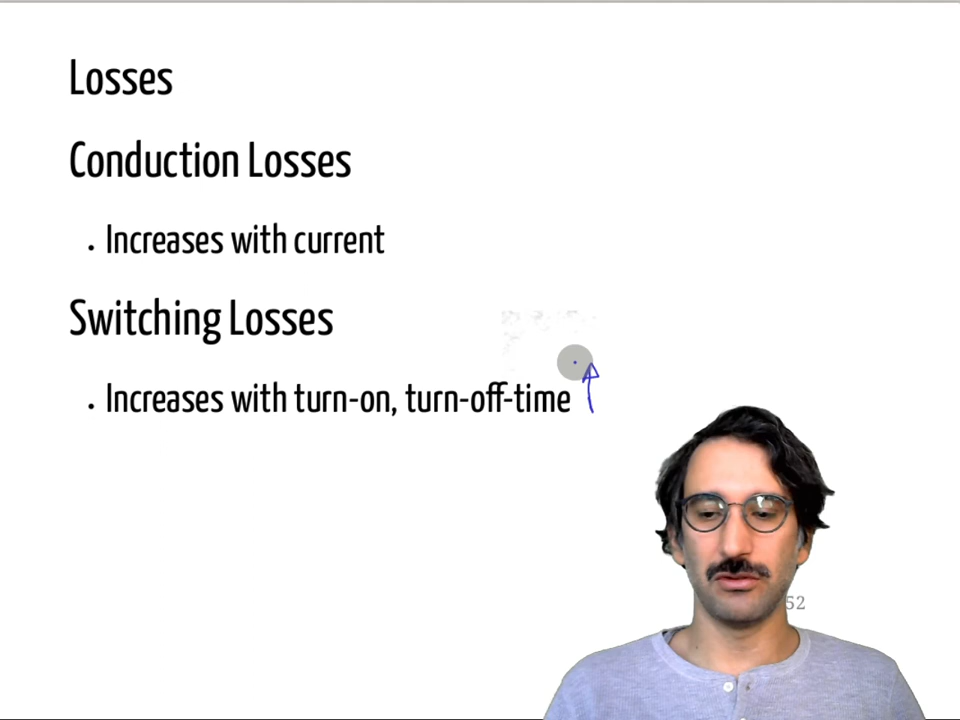 Losses
Conduction Losses
• Increases with current
Switching Losses
• Increases with turn-on, turn-off-time
52